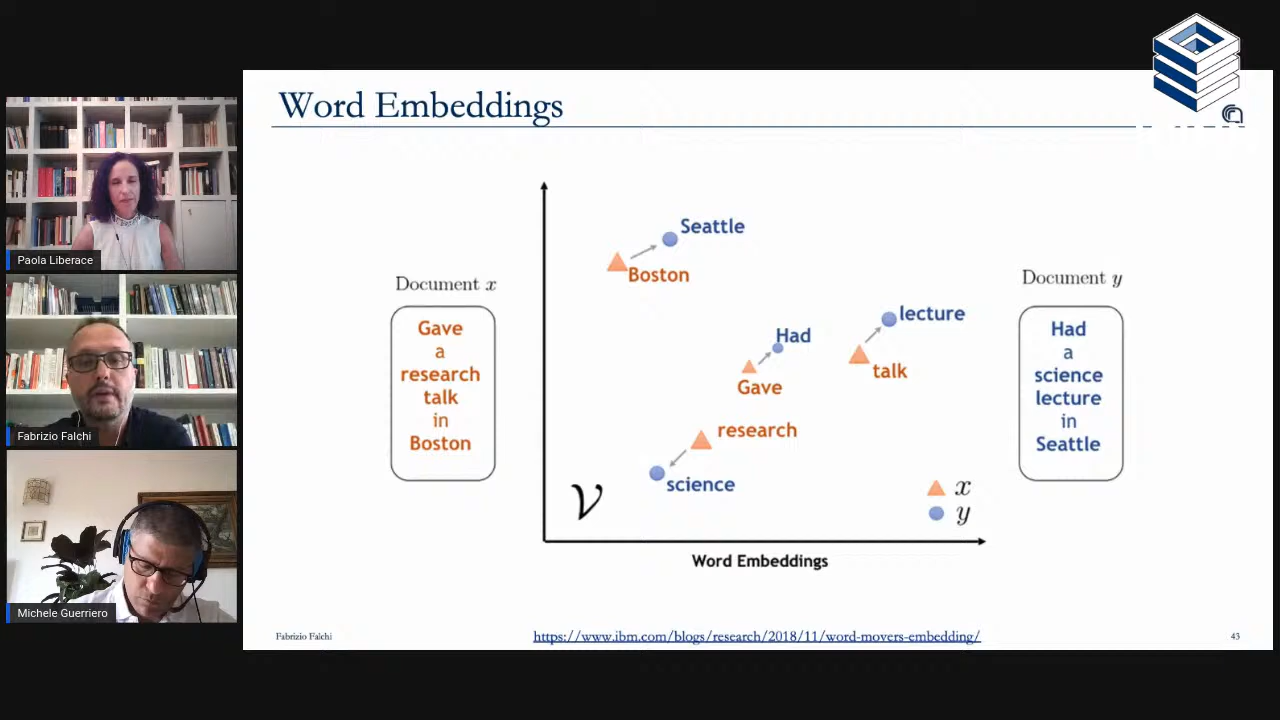 Word Embeddings
Paola Liberace
Fabrizio Falchi
Michele Guerriero
Document x
Gave
a
research
talk
in
Boston
Seattle
Boston
lecture
talk
Had
Gave
research
science
𝒱
x
y
Word Embeddings
Document y
Had
a
science
lecture
in
Seattle
Fabrizio Falchi
https://www.ibm.com/blogs/research/2018/11/word-movers-embedding/
43